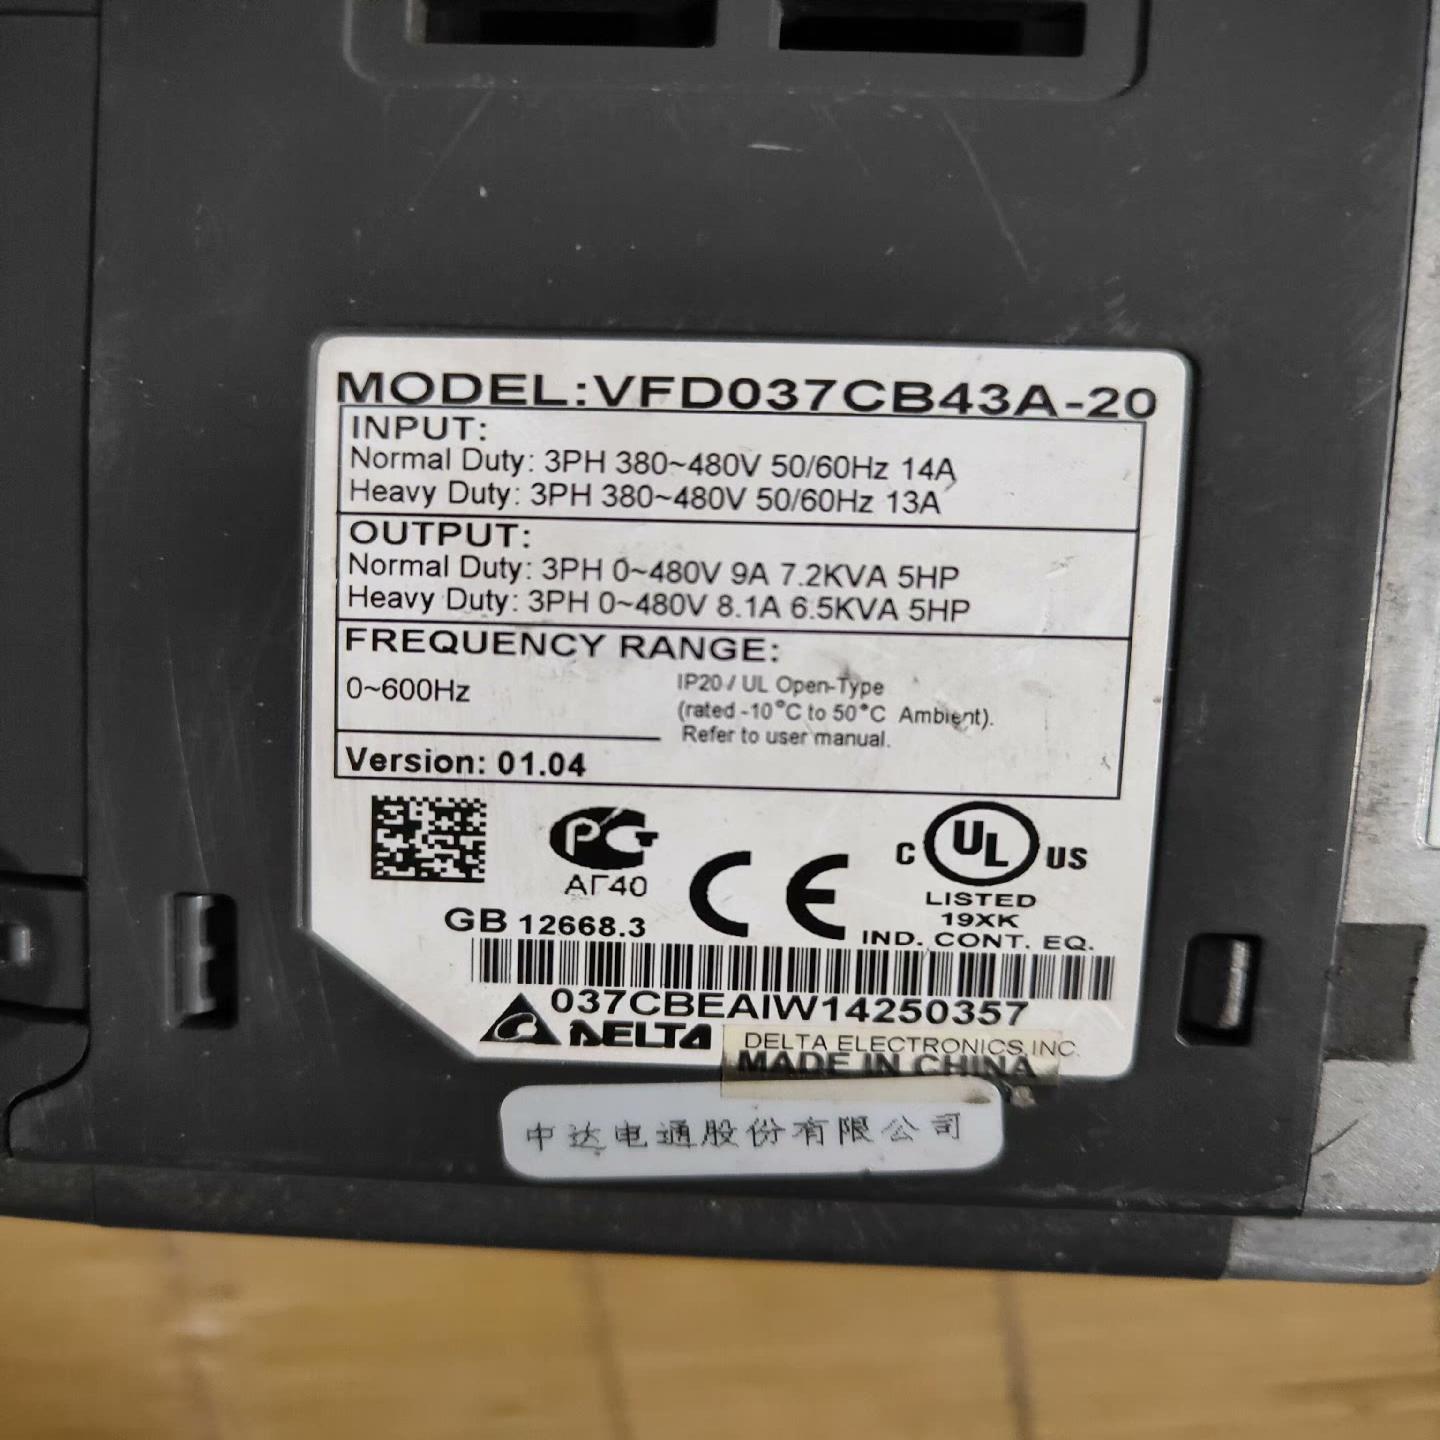 MODEL:VFD037CB43A-20
INPUT:
Normal Duty: 3PH 380~480V 50/60Hz 14A
Heavy Duty: 3PH 380~480V 50/60Hz 13A
OUTPUT:
Normal Duty: 3PH 0~480V 9A 7.2KVA 5HP
Heavy Duty: 3PH 0~480V 8.1A 6.5KVA 5HP
FREQUENCY RANGE:
0~600Hz
IP20 / UL Open-Type
(rated -10°C to 50°C Ambient).
Refer to user manual.
Version: 01.04
РСТ
АГ40
CE
C UL US
LISTED
19XK
IND. CONT. EQ.
GB 12668.3
037CBEAIW14250357
DELTA
DELTA ELECTRONICS, INC.
MADE IN CHINA
中达电通股份有限公司